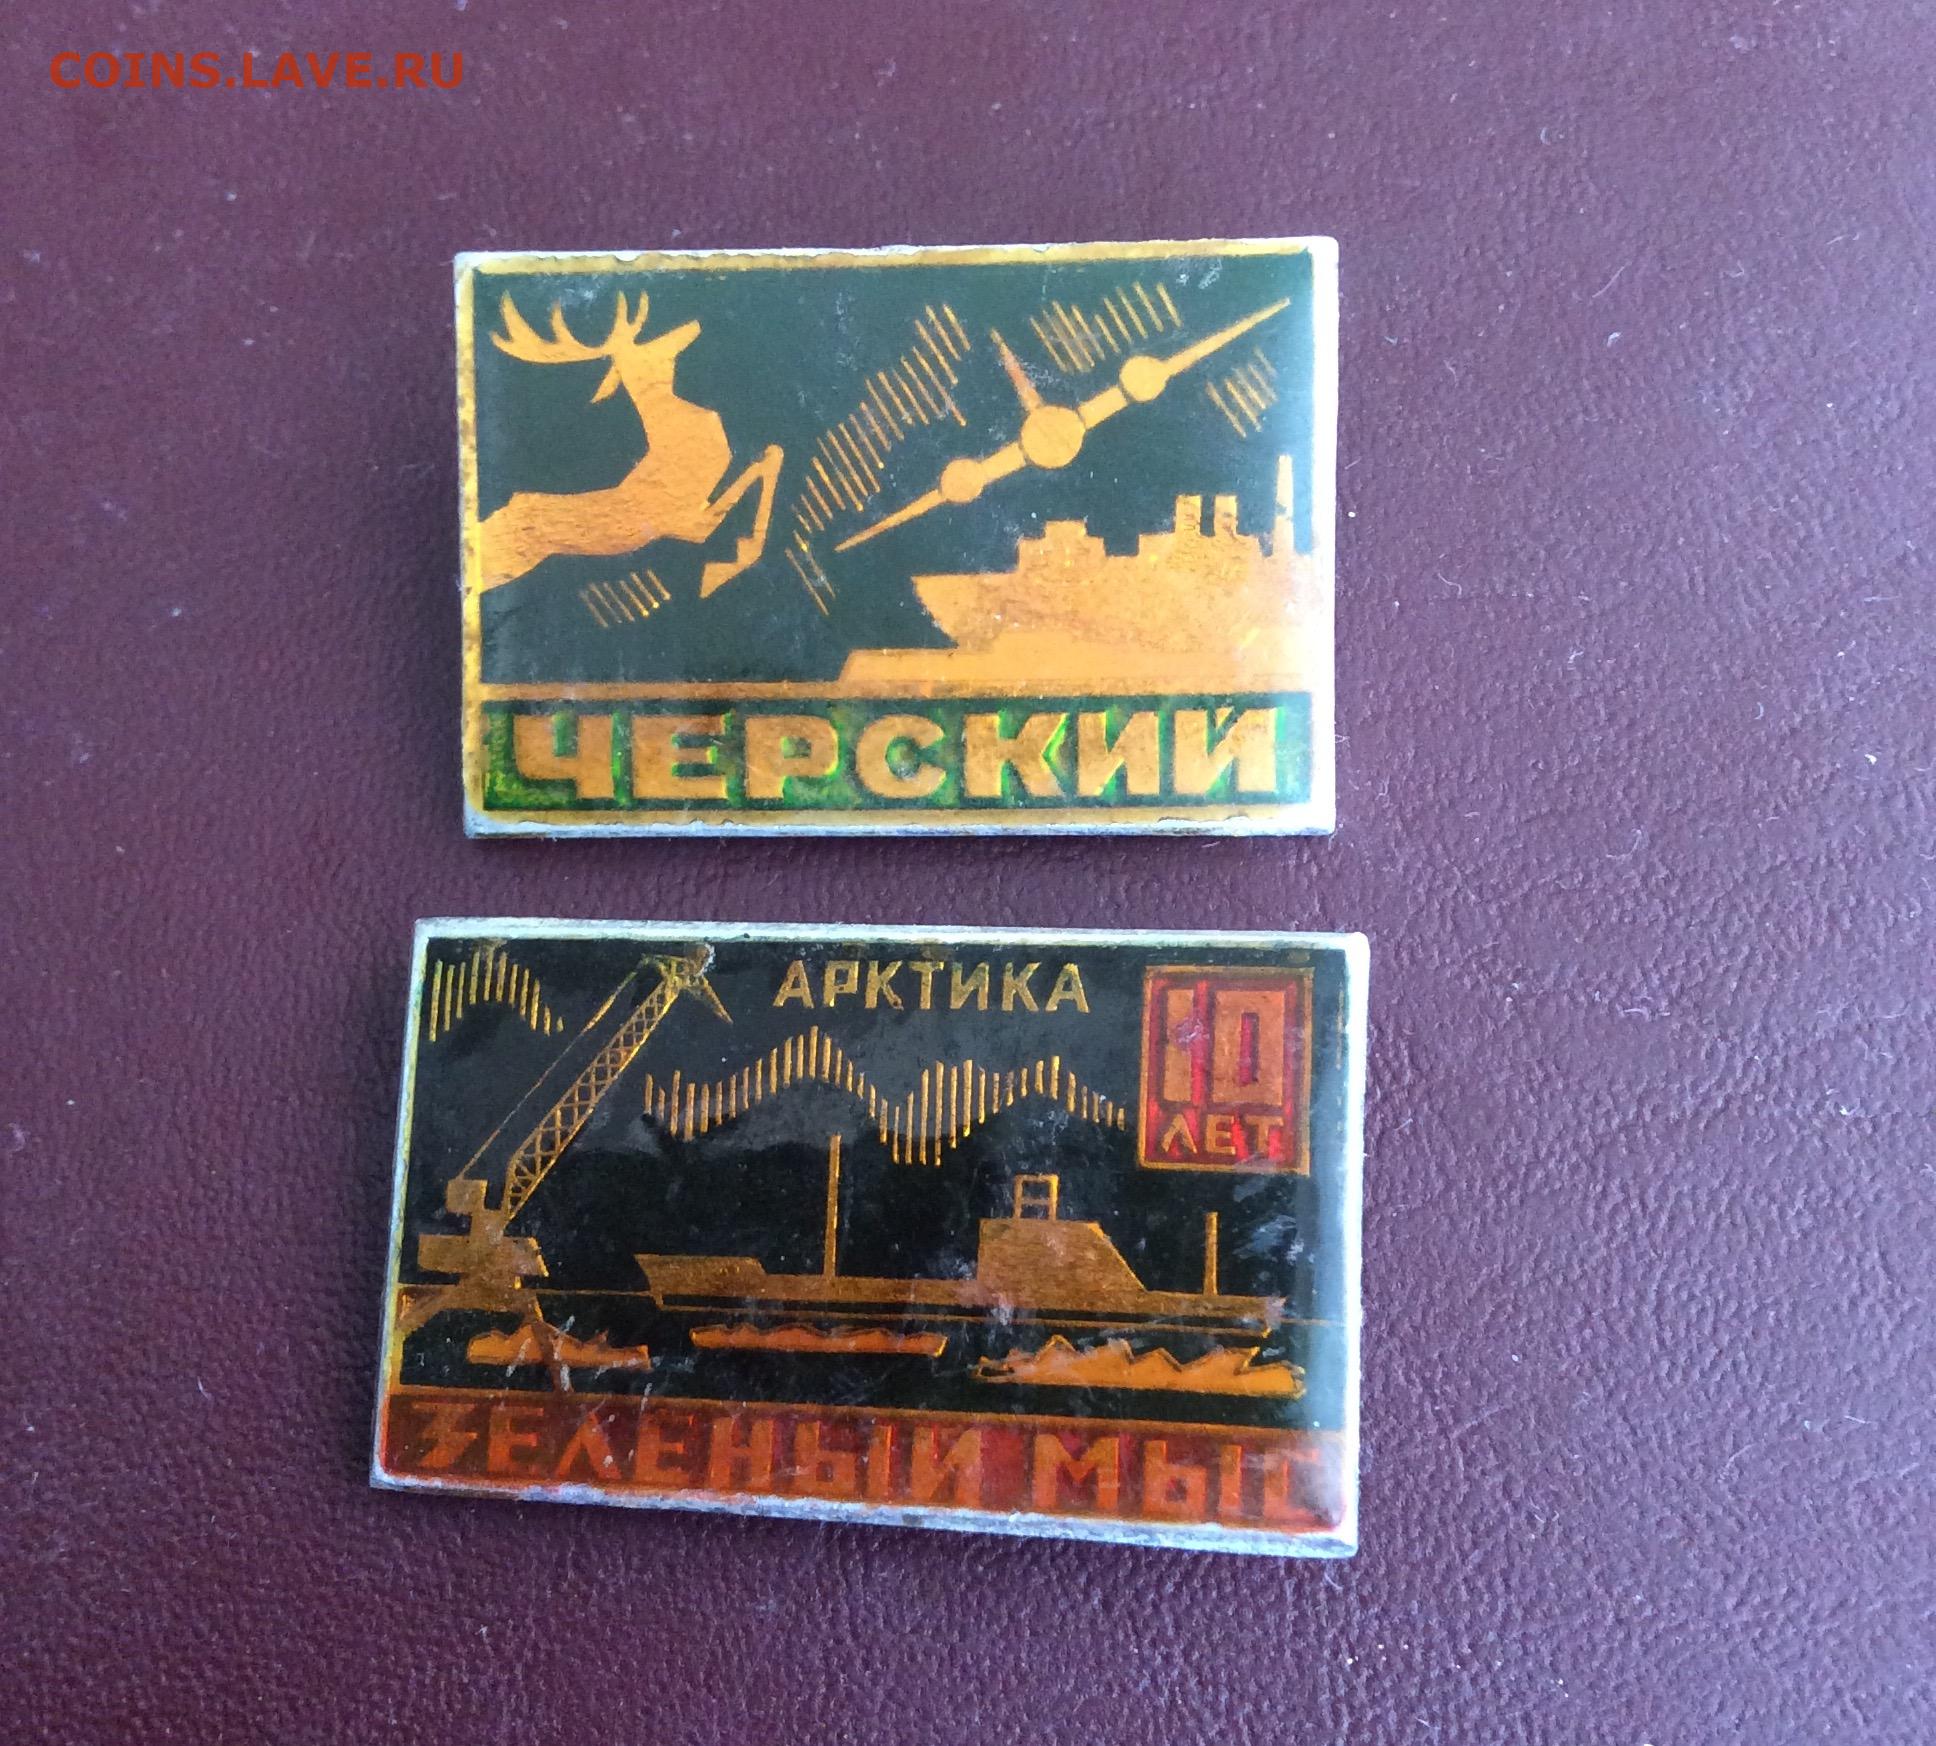 COINS.LAVE.RU
ЧЕРСКИЙ
АРКТИКА
10
ЛЕТ
ЗЕЛЕНЫЙ МЫС